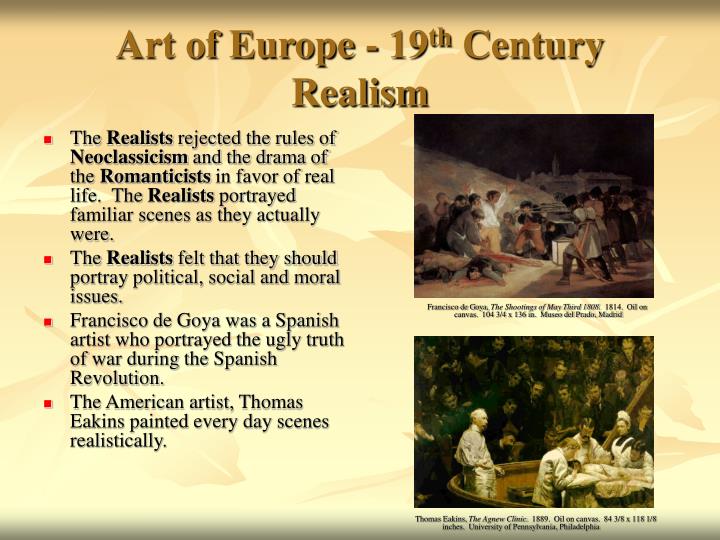 Art of Europe - 19th Century
Realism
The Realists rejected the rules of
Neoclassicism and the drama of
the Romanticists in favor of real
life. The Realists portrayed
familiar scenes as they actually
were.
The Realists felt that they should
portray political, social and moral
issues.
Francisco de Goya was a Spanish
artist who portrayed the ugly truth
of war during the Spanish
Revolution.
The American artist, Thomas
Eakins painted every day scenes
realistically.
Francisco de Goya, The Shootings of May Third 1808. 1814. Oil on
canvas. 104 3/4 x 136 in. Museo del Prado, Madrid
Thomas Eakins, The Agnew Clinic. 1889. Oil on canvas. 84 3/8 x 118 1/8
inches. University of Pennsylvania, Philadelphia